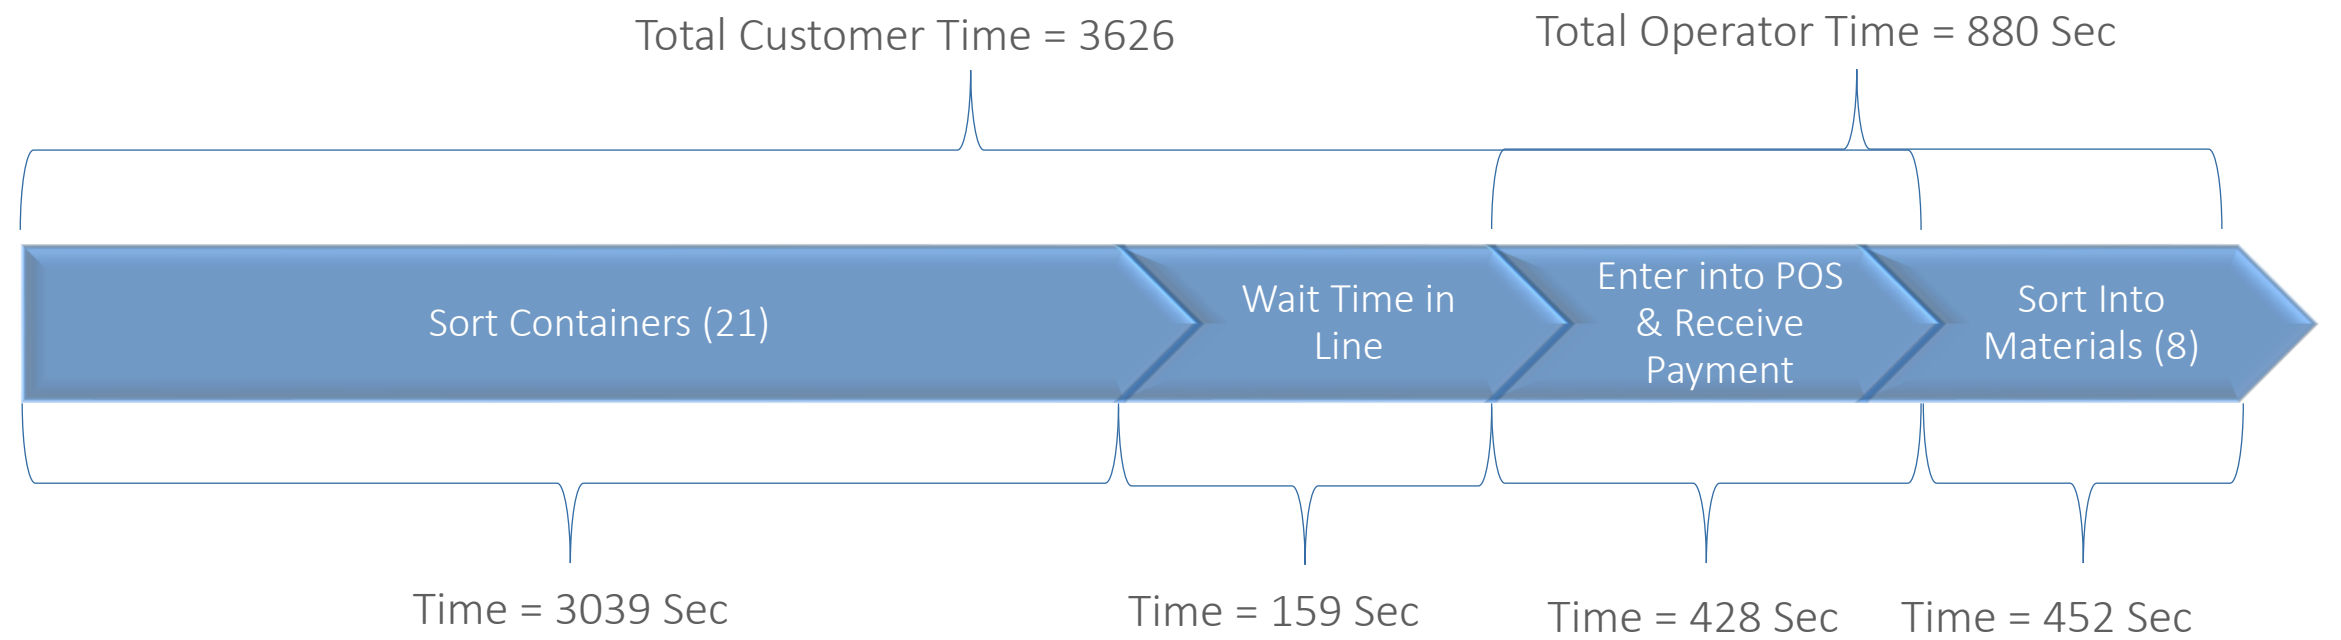 Total Customer Time = 3626
Total Operator Time = 880 Sec
Sort Containers (21)
Wait Time in
Line
Enter into POS
& Receive
Payment
Sort Into
Materials (8)
Time = 3039 Sec
Time = 159 Sec
Time = 428 Sec
Time = 452 Sec